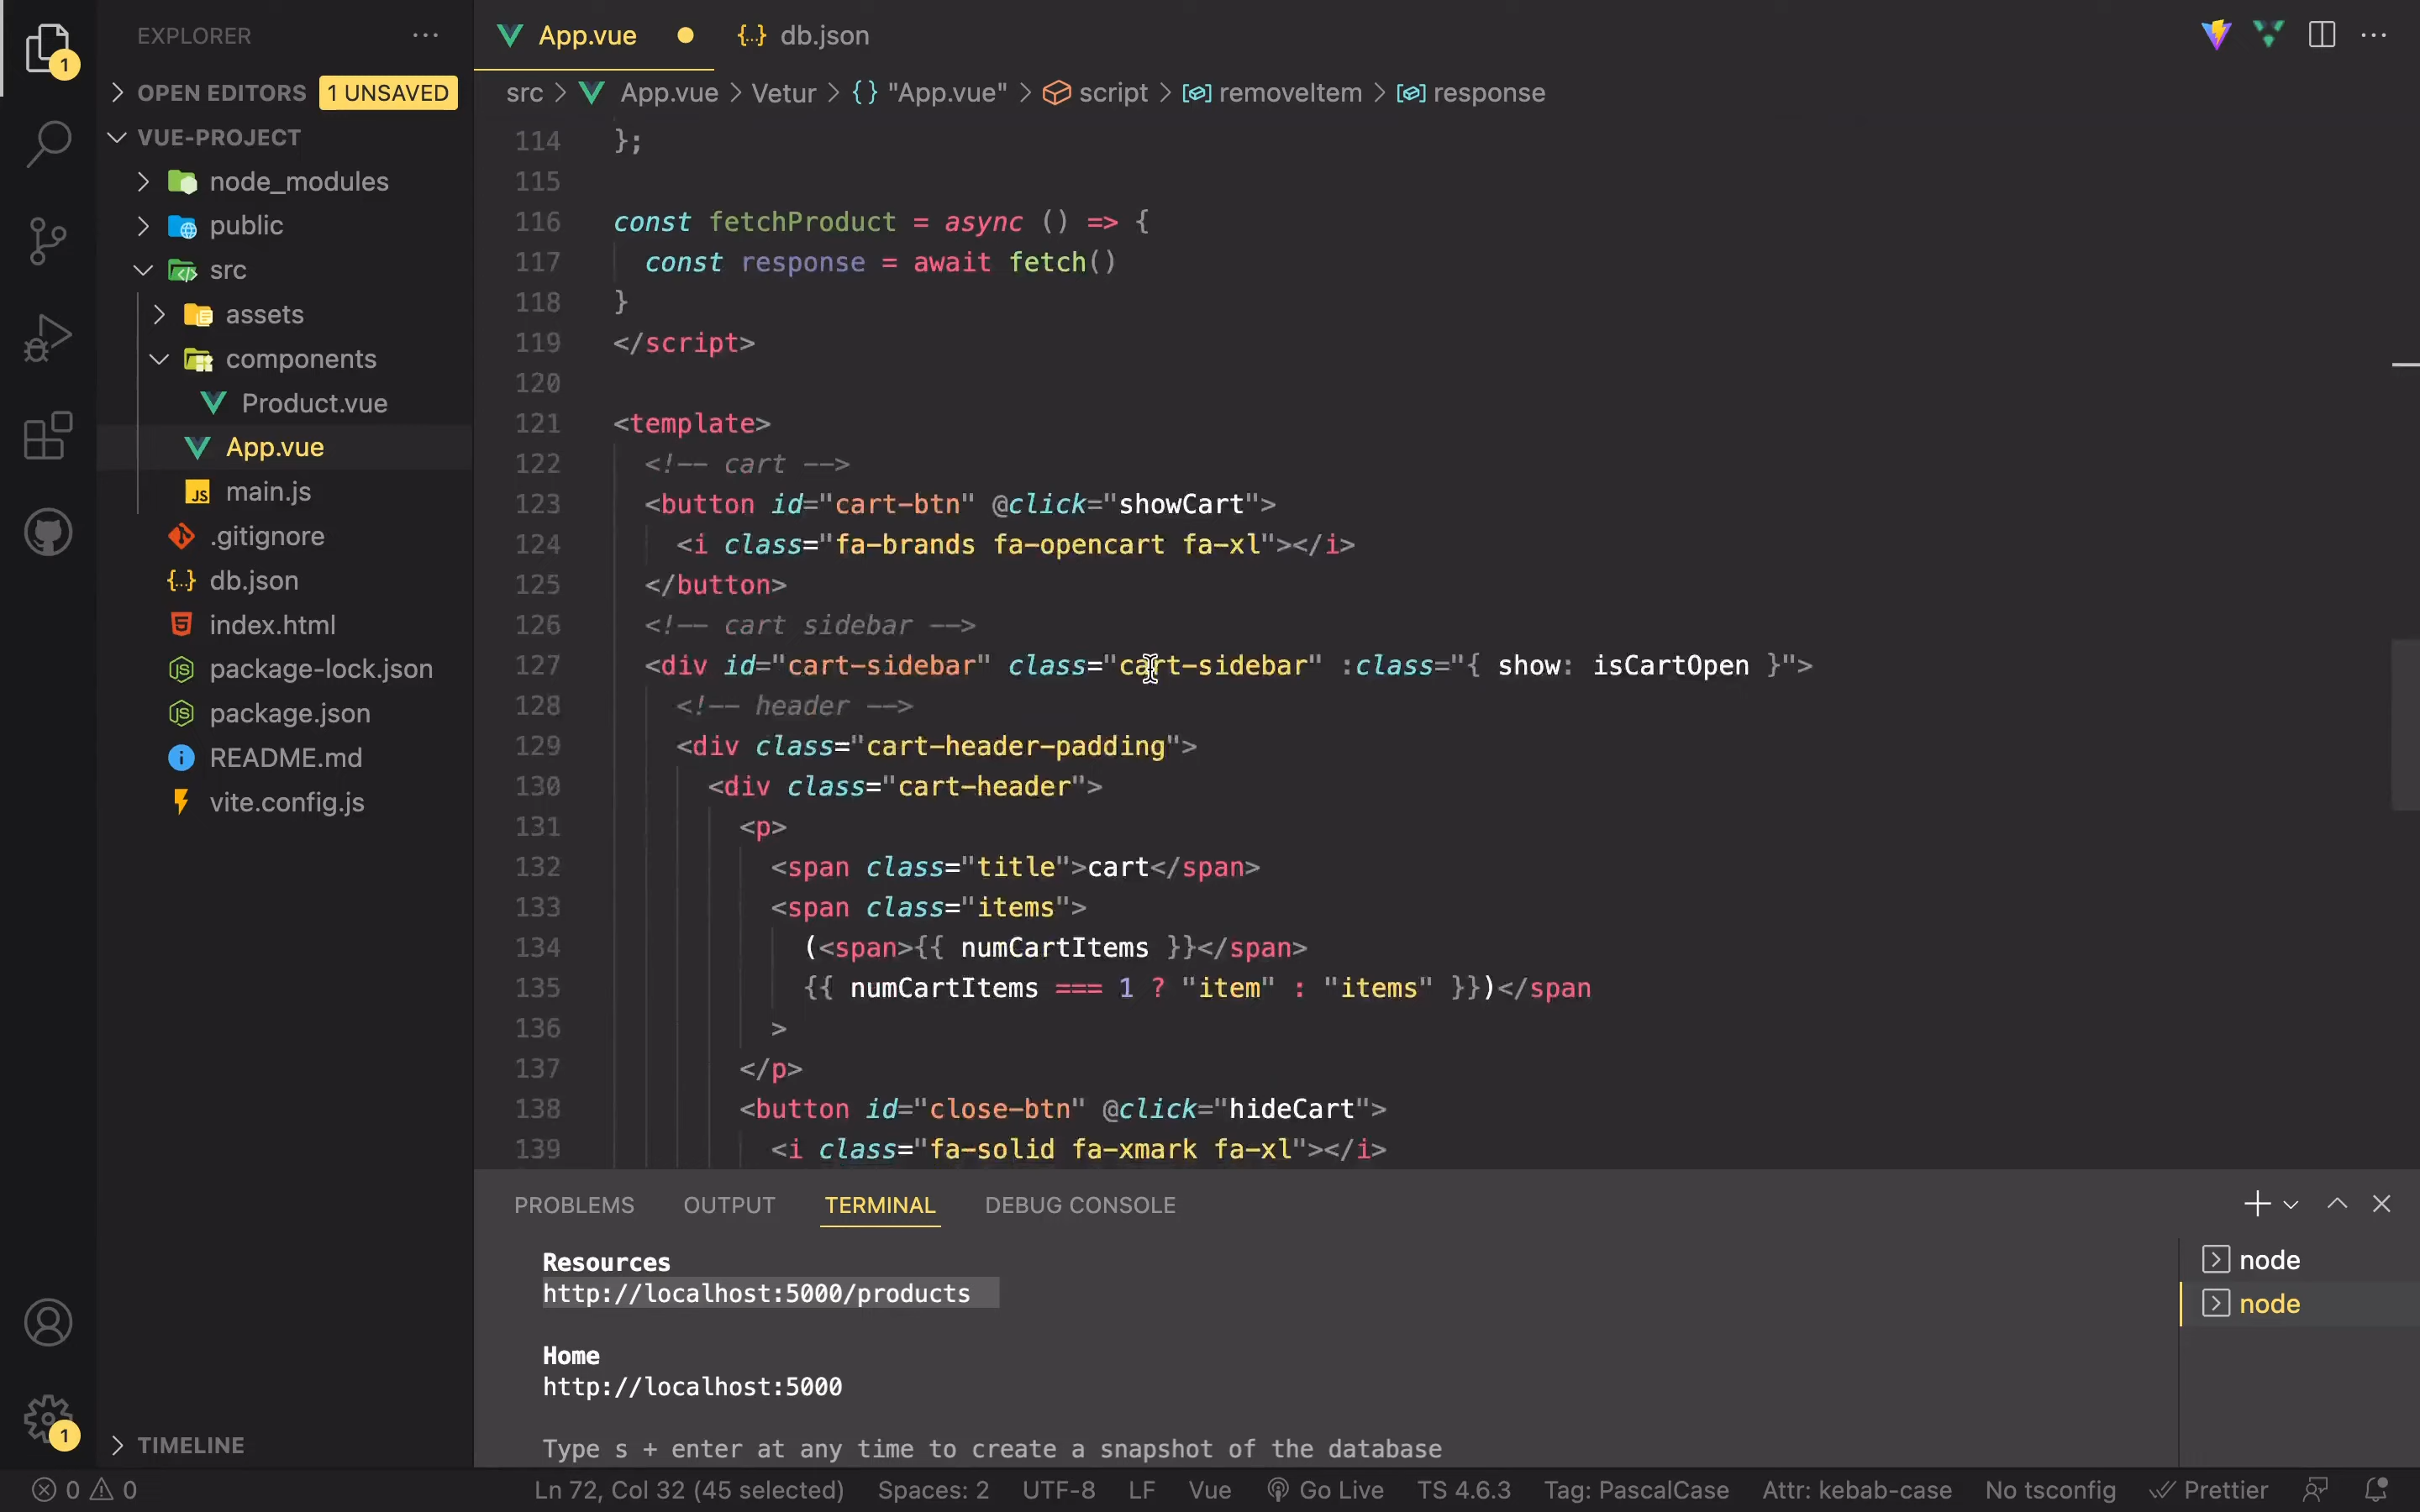 EXPLORER
OPEN EDITORS 1 UNSAVED
VUE-PROJECT
node_modules
public
src
assets
components
Product.vue
App.vue
main.js
.gitignore
{..} db.json
index.html
package-lock.json
package.json
README.md
vite.config.js
TIMELINE
1
1
App.vue
{..} db.json
src > App.vue > Vetur > {} "App.vue" > script > removeItem > response
114 };
115
116 const fetchProduct = async () => {
117 const response = await fetch()
118 }
119 </script>
120
121 <template>
122 <!-- cart -->
123 <button id="cart-btn" @click="showCart">
124 <i class="fa-brands fa-opencart fa-xl"></i>
125 </button>
126 <!-- cart sidebar -->
127 <div id="cart-sidebar" class="cart-sidebar" :class="{ show: isCartOpen }">
128 <!-- header -->
129 <div class="cart-header-padding">
130 <div class="cart-header">
131 <p>
132 <span class="title">cart</span>
133 <span class="items">
134 (<span>{{ numCartItems }}</span>
135 {{ numCartItems === 1 ? "item" : "items" }})</span
136 >
137 </p>
138 <button id="close-btn" @click="hideCart">
139 <i class="fa-solid fa-xmark fa-xl"></i>
PROBLEMS OUTPUT TERMINAL DEBUG CONSOLE
Resources
http://localhost:5000/products
Home
http://localhost:5000
Type s + enter at any time to create a snapshot of the database
node
node
0 0 Ln 72, Col 32 (45 selected) Spaces: 2 UTF-8 LF Vue Go Live TS 4.6.3 Tag: PascalCase Attr: kebab-case No tsconfig Prettier